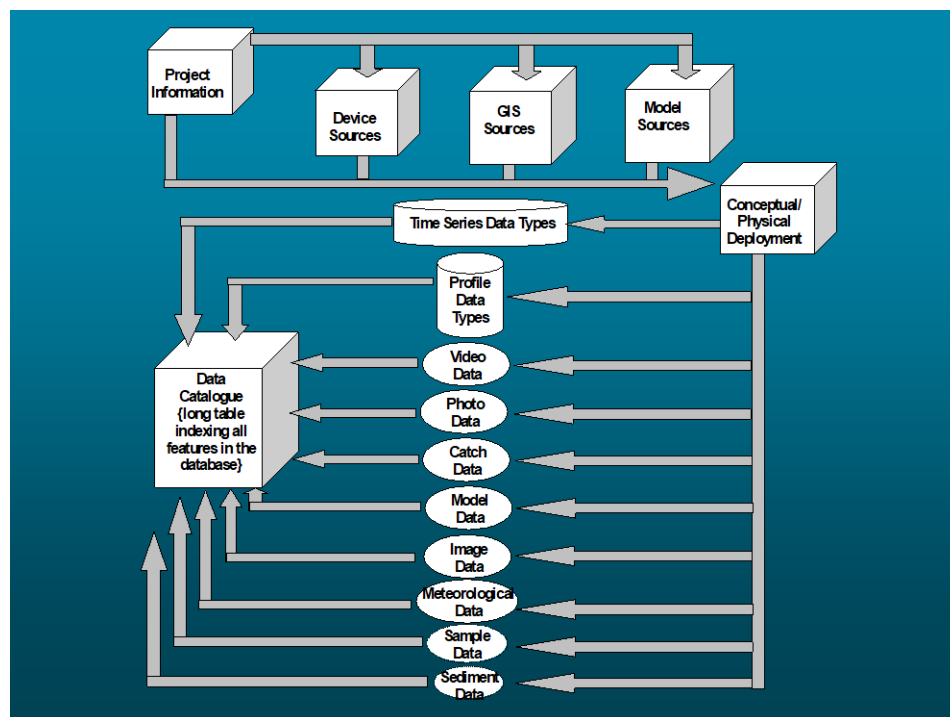 Project
Information
Device
Sources
GIS
Sources
Model
Sources
Conceptual/
Physical
Deployment
Time Series Data Types
Profile
Data
Types
Video
Data
Photo
Data
Catch
Data
Model
Data
Image
Data
Meteorological
Data
Sample
Data
Sediment
Data
Data
Catalogue
{long table
indexing all
features in the
database}